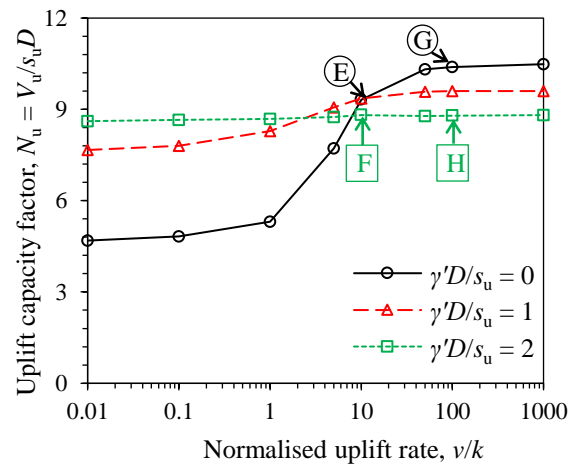 12
9
6
3
0
Uplift capacity factor, Nᵤ = Vᵤ/sᵤD
E
G
F
H
γ'D/sᵤ = 0
γ'D/sᵤ = 1
γ'D/sᵤ = 2
0.01 0.1 1 10 100 1000
Normalised uplift rate, v/k